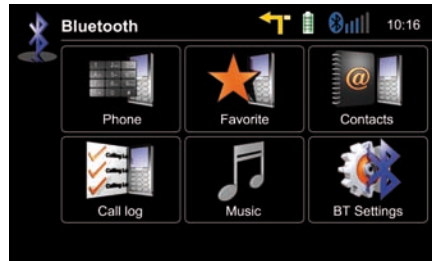 Bluetooth
10:16
Phone
Favorite
Contacts
Call log
Music
BT Settings